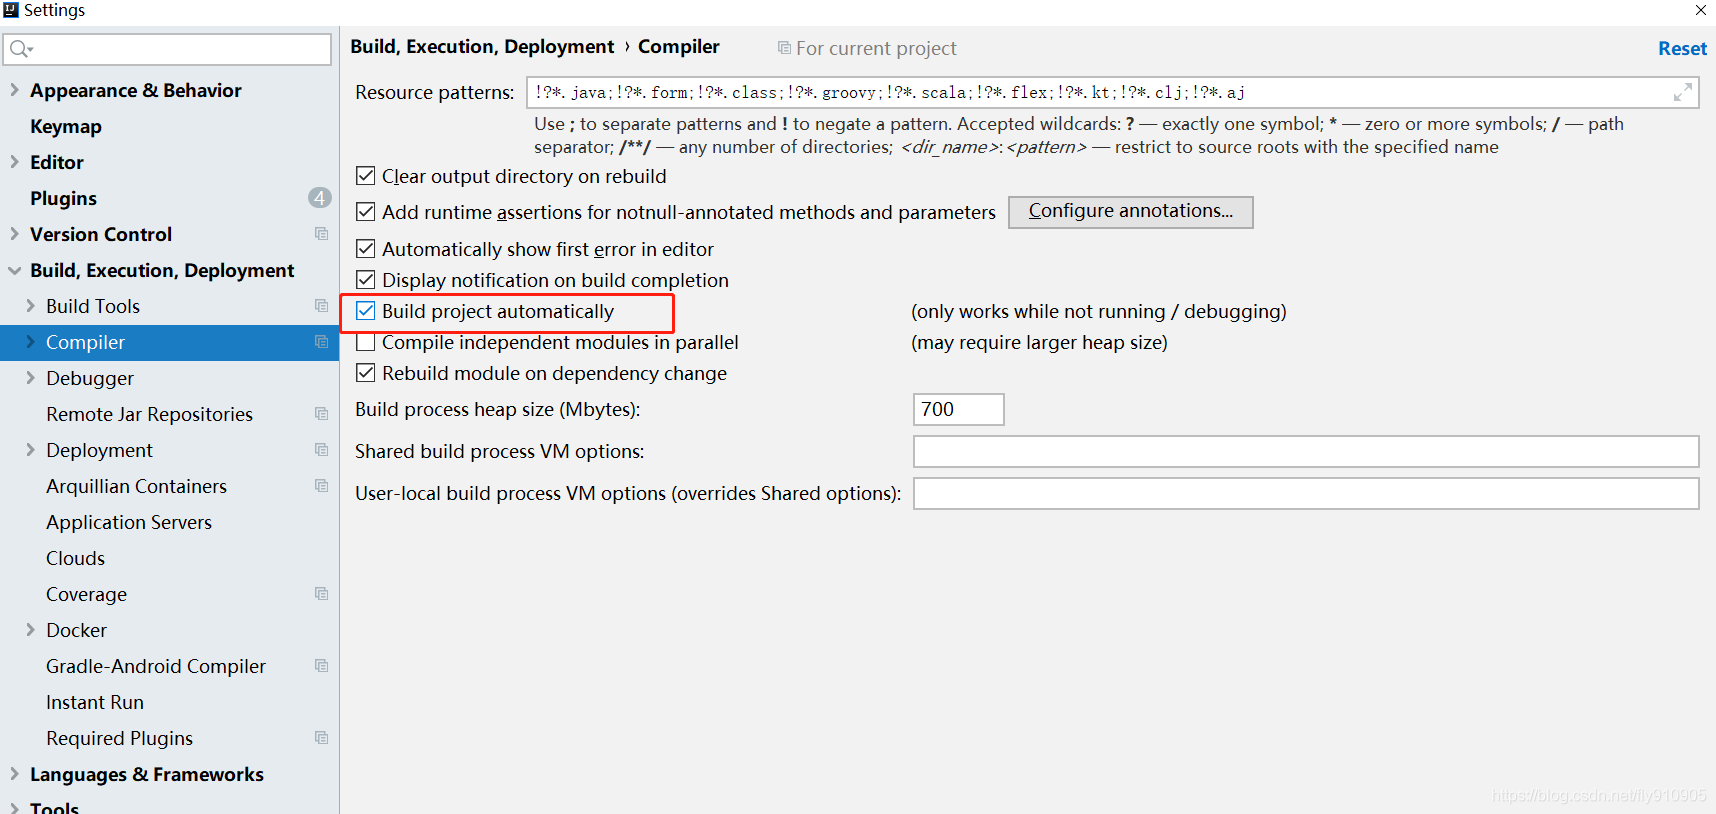 Settings
Appearance & Behavior
Keymap
Editor
Plugins 4
Version Control
Build, Execution, Deployment
Build Tools
Compiler
Debugger
Remote Jar Repositories
Deployment
Arquillian Containers
Application Servers
Clouds
Coverage
Docker
Gradle-Android Compiler
Instant Run
Required Plugins
Languages & Frameworks
Tools
Build, Execution, Deployment › Compiler For current project Reset
Resource patterns: !?*.java;!?*.form;!?*.class;!?*.groovy;!?*.scala;!?*.flex;!?*.kt;!?*.clj;!?*.aj
Use ; to separate patterns and ! to negate a pattern. Accepted wildcards: ? — exactly one symbol; * — zero or more symbols; / — path
separator; /**/ — any number of directories; <dir_name>:<pattern> — restrict to source roots with the specified name
Clear output directory on rebuild
Add runtime assertions for notnull-annotated methods and parameters Configure annotations...
Automatically show first error in editor
Display notification on build completion
Build project automatically (only works while not running / debugging)
Compile independent modules in parallel (may require larger heap size)
Rebuild module on dependency change
Build process heap size (Mbytes): 700
Shared build process VM options:
User-local build process VM options (overrides Shared options):
https://blog.csdn.net/fly910905